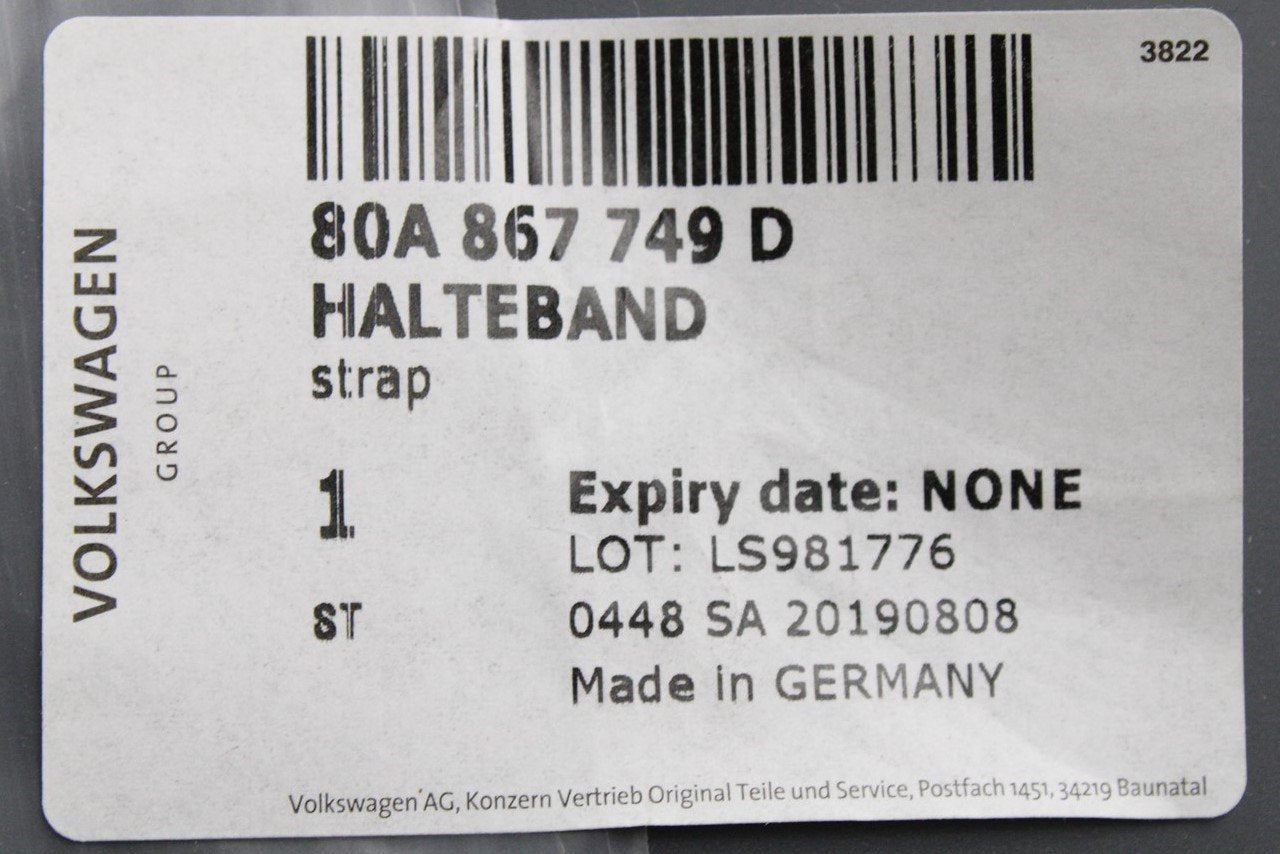 3822
80A 867 749 D
HALTEBAND
strap
VOLKSWAGEN
GROUP
1
Expiry date: NONE
LOT: LS981776
ST
0448 SA 20190808
Made in GERMANY
Volkswagen AG, Konzern Vertrieb Original Teile und Service, Postfach 1451, 34219 Baunatal